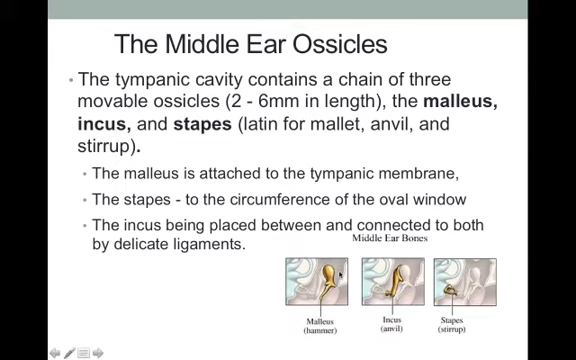 The Middle Ear Ossicles
• The tympanic cavity contains a chain of three
movable ossicles (2 - 6mm in length), the malleus,
incus, and stapes (latin for mallet, anvil, and
stirrup).
• The malleus is attached to the tympanic membrane,
• The stapes - to the circumference of the oval window
• The incus being placed between and connected to both
by delicate ligaments.
Middle Ear Bones
Malleus
(hammer)
Incus
(anvil)
Stapes
(stirrup)